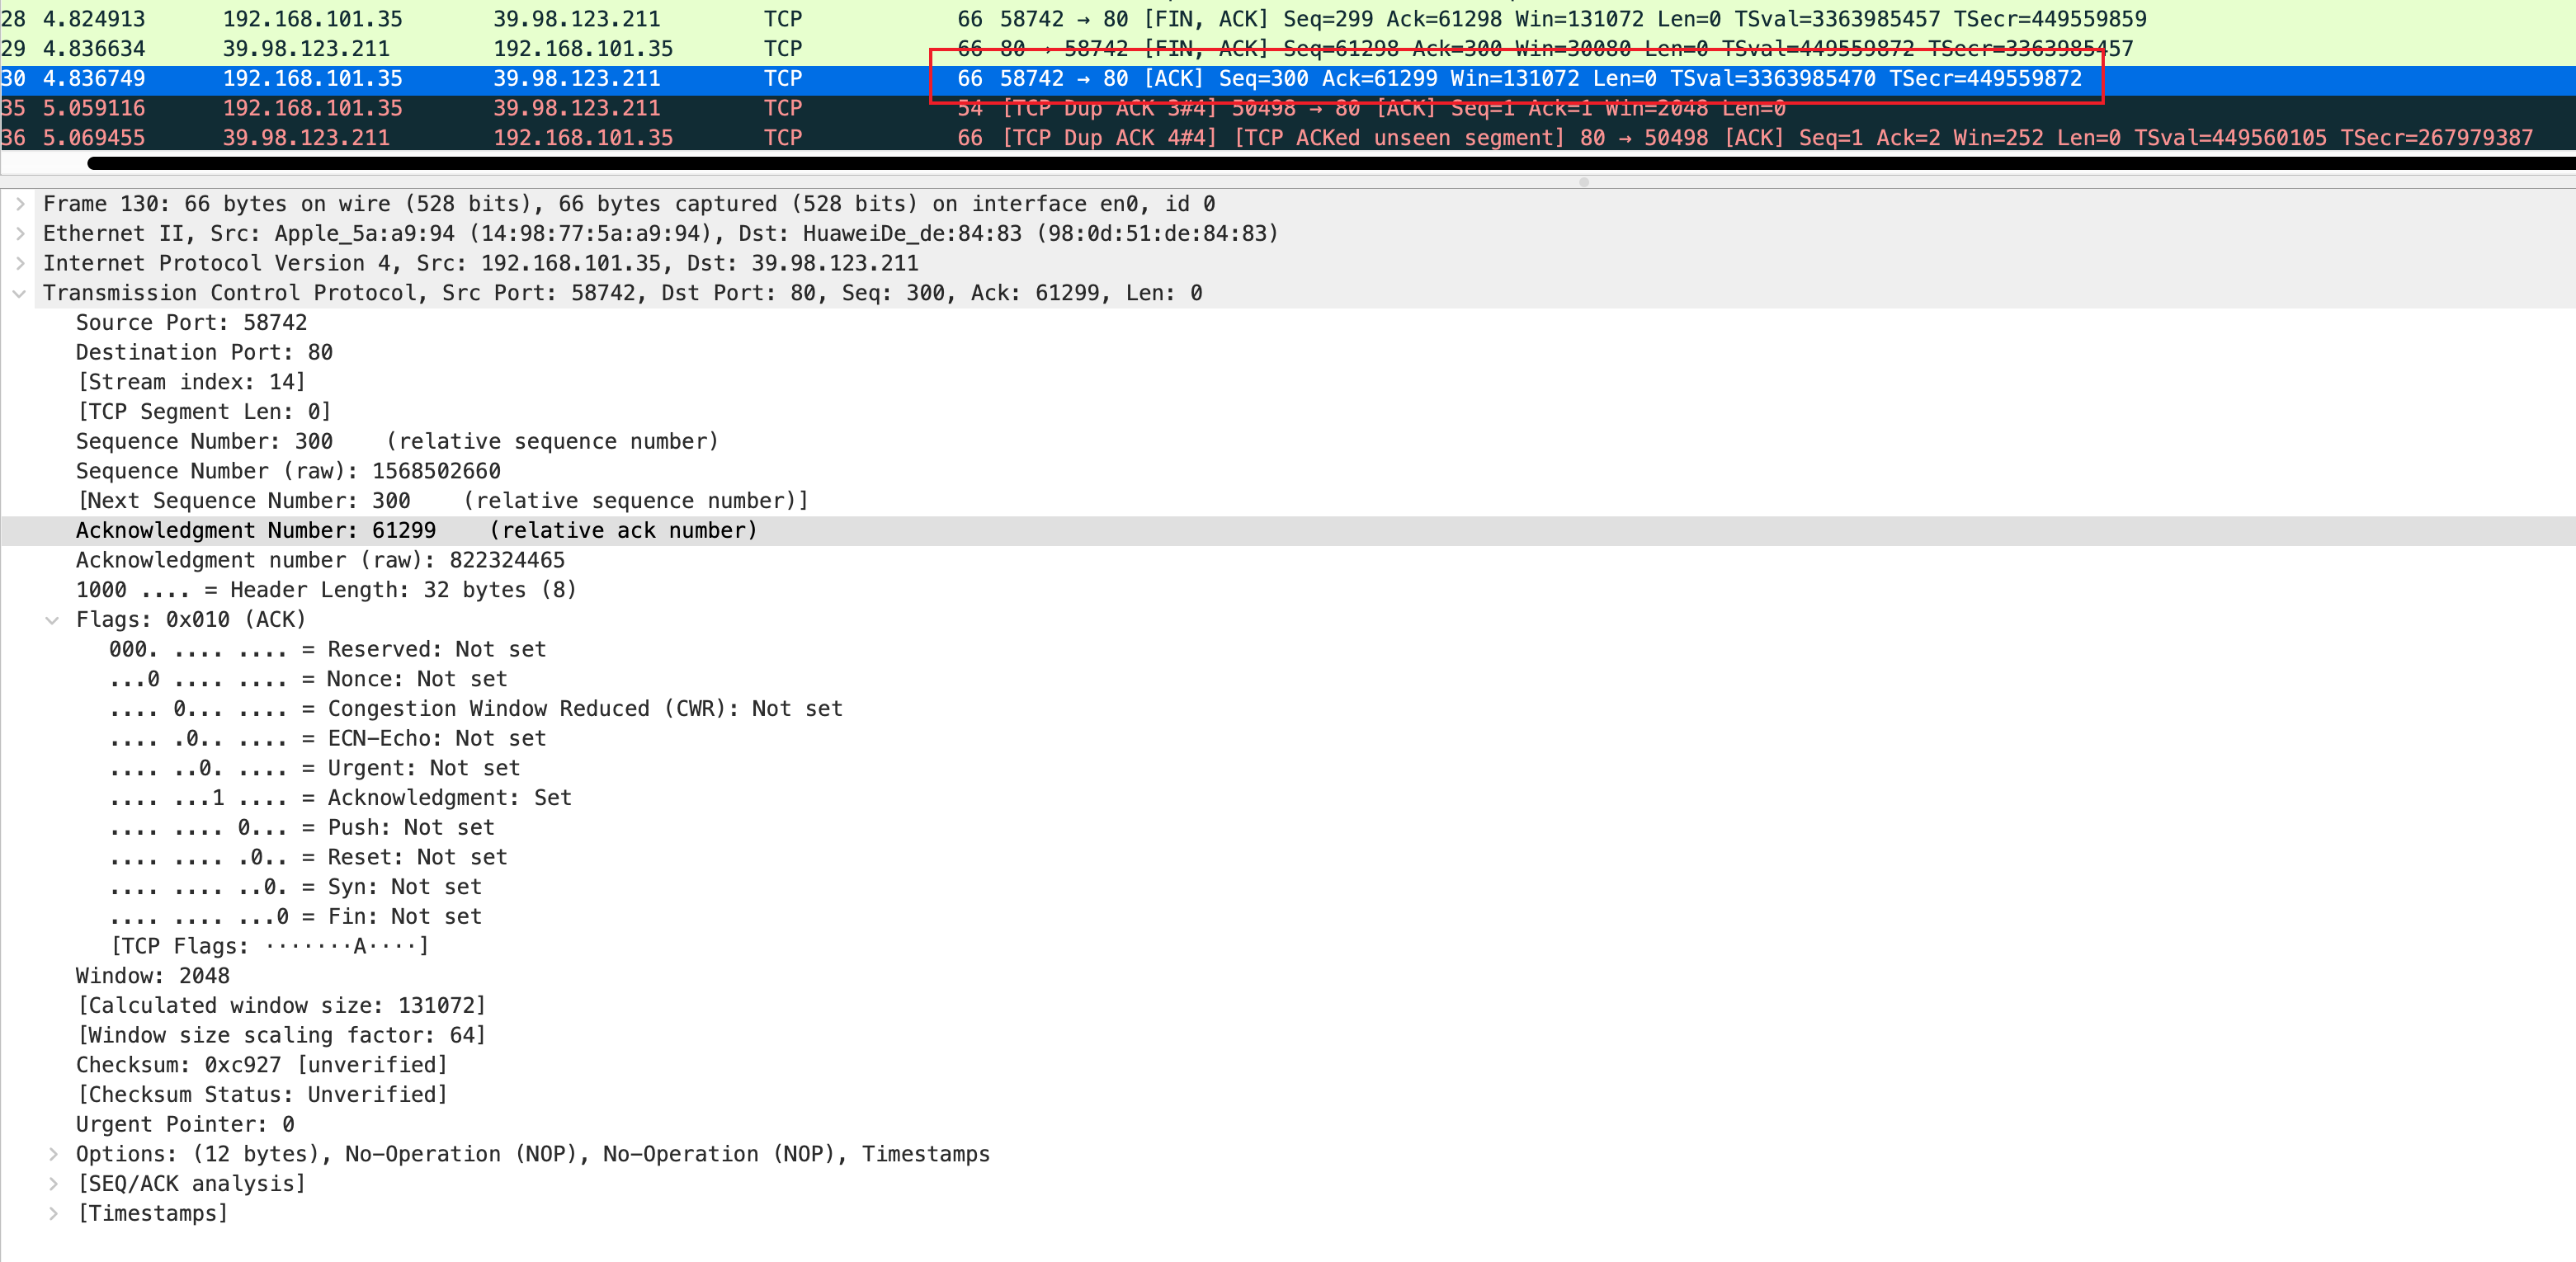 28 4.824913 192.168.101.35 39.98.123.211 TCP 66 58742 → 80 [FIN, ACK] Seq=299 Ack=61298 Win=131072 Len=0 TSval=3363985457 TSecr=449559859
29 4.836634 39.98.123.211 192.168.101.35 TCP 66 80 → 58742 [FIN, ACK] Seq=61298 Ack=300 Win=30080 Len=0 TSval=449559872 TSecr=3363985457
30 4.836749 192.168.101.35 39.98.123.211 TCP 66 58742 → 80 [ACK] Seq=300 Ack=61299 Win=131072 Len=0 TSval=3363985470 TSecr=449559872
35 5.059116 192.168.101.35 39.98.123.211 TCP 54 [TCP Dup ACK 3#4] 50498 → 80 [ACK] Seq=1 Ack=1 Win=2048 Len=0
36 5.069455 39.98.123.211 192.168.101.35 TCP 66 [TCP Dup ACK 4#4] [TCP ACKed unseen segment] 80 → 50498 [ACK] Seq=1 Ack=2 Win=252 Len=0 TSval=449560105 TSecr=267979387
Frame 130: 66 bytes on wire (528 bits), 66 bytes captured (528 bits) on interface en0, id 0
Ethernet II, Src: Apple_5a:a9:94 (14:98:77:5a:a9:94), Dst: HuaweiDe_de:84:83 (98:0d:51:de:84:83)
Internet Protocol Version 4, Src: 192.168.101.35, Dst: 39.98.123.211
Transmission Control Protocol, Src Port: 58742, Dst Port: 80, Seq: 300, Ack: 61299, Len: 0
Source Port: 58742
Destination Port: 80
[Stream index: 14]
[TCP Segment Len: 0]
Sequence Number: 300 (relative sequence number)
Sequence Number (raw): 1568502660
[Next Sequence Number: 300 (relative sequence number)]
Acknowledgment Number: 61299 (relative ack number)
Acknowledgment number (raw): 822324465
1000 .... = Header Length: 32 bytes (8)
Flags: 0x010 (ACK)
000. .... .... = Reserved: Not set
...0 .... .... = Nonce: Not set
.... 0... .... = Congestion Window Reduced (CWR): Not set
.... .0.. .... = ECN-Echo: Not set
.... ..0. .... = Urgent: Not set
.... ...1 .... = Acknowledgment: Set
.... .... 0... = Push: Not set
.... .... .0.. = Reset: Not set
.... .... ..0. = Syn: Not set
.... .... ...0 = Fin: Not set
[TCP Flags: ·······A····]
Window: 2048
[Calculated window size: 131072]
[Window size scaling factor: 64]
Checksum: 0xc927 [unverified]
[Checksum Status: Unverified]
Urgent Pointer: 0
Options: (12 bytes), No-Operation (NOP), No-Operation (NOP), Timestamps
[SEQ/ACK analysis]
[Timestamps]